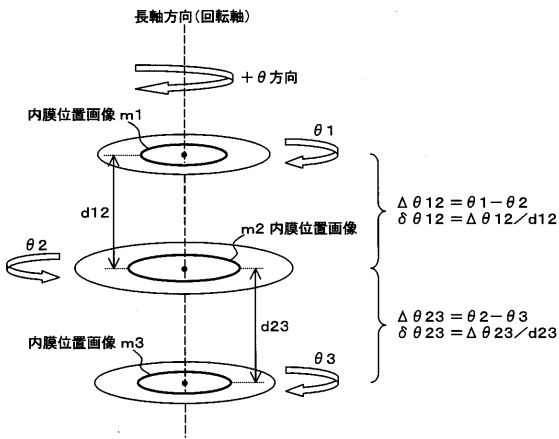 長軸方向(回転軸)
+θ方向
内膜位置画像 m1
θ1
d12
Δθ12=θ1-θ2
δθ12=Δθ12/d12
m2 内膜位置画像
θ2
d23
Δθ23=θ2-θ3
δθ23=Δθ23/d23
内膜位置画像 m3
θ3